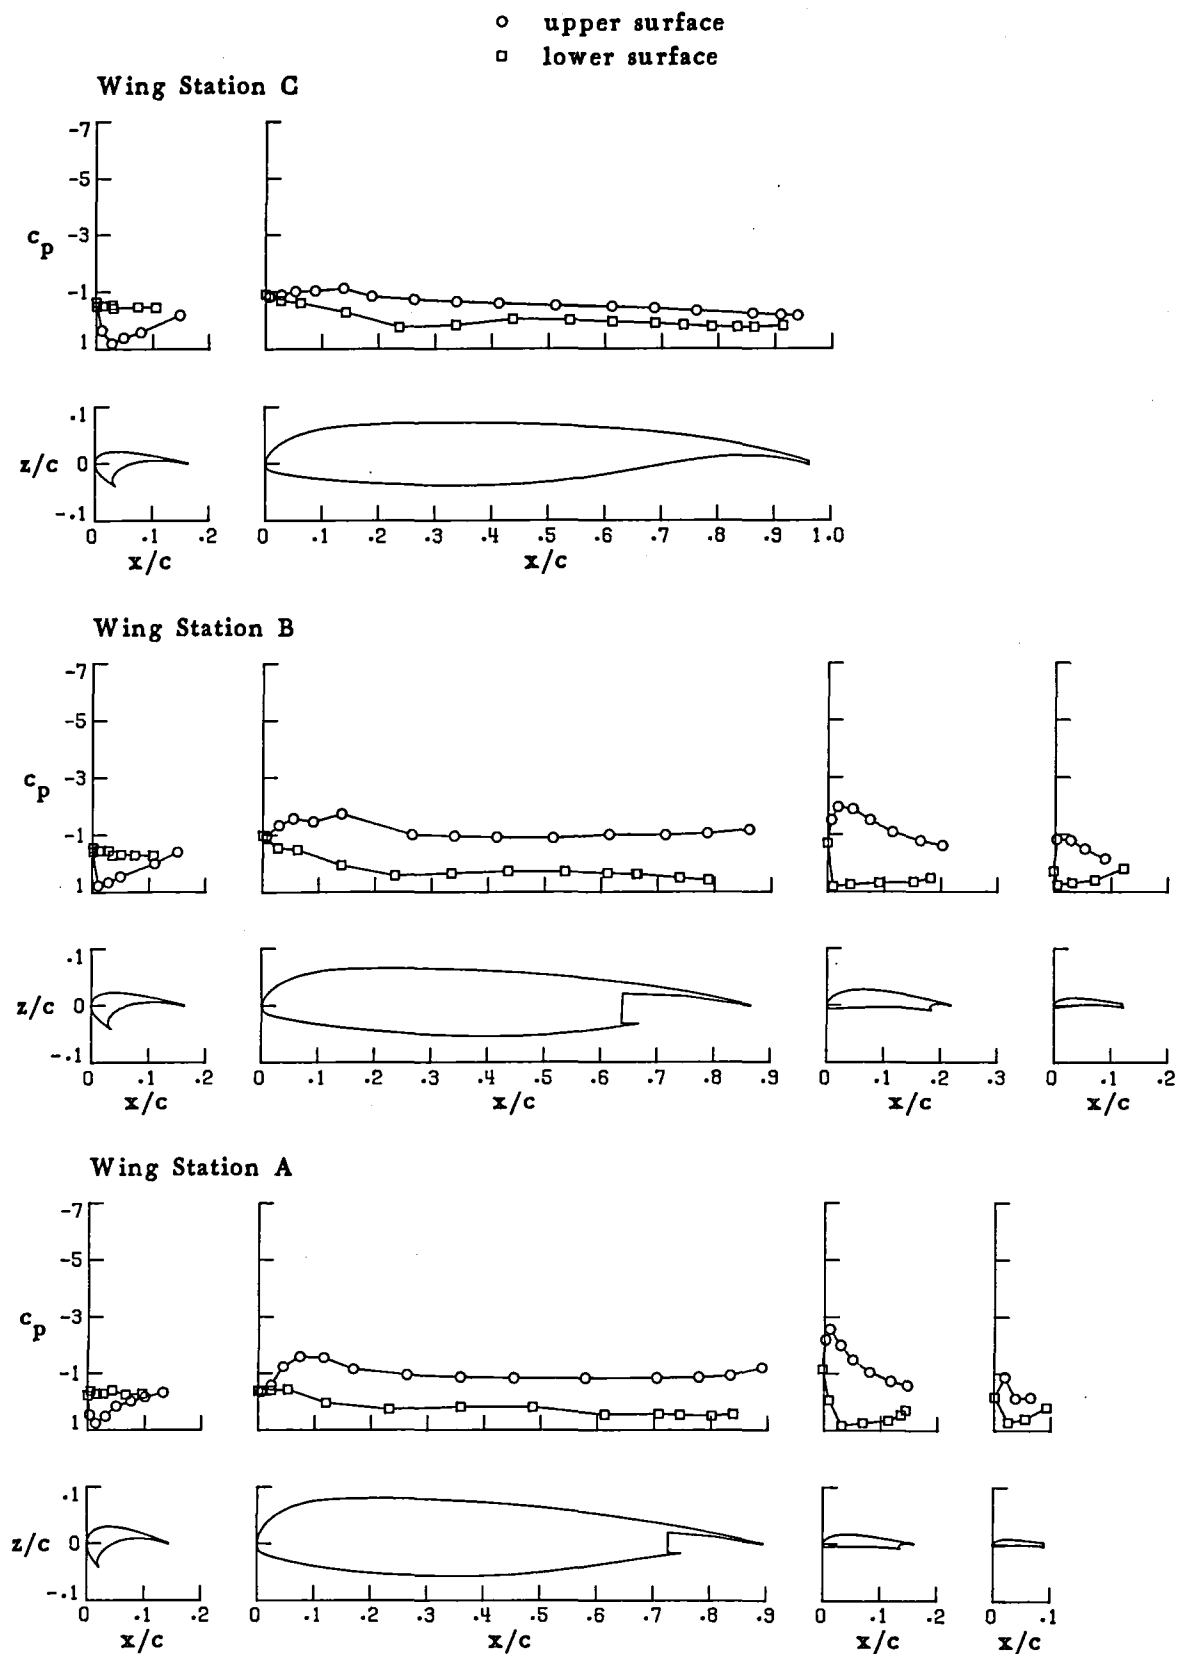 upper surface
lower surface
Wing Station C
-7
-5
c_p -3
-1
1
.1
z/c 0
-.1
0 .1 .2 0 .1 .2 .3 .4 .5 .6 .7 .8 .9 1.0
x/c x/c
Wing Station B
-7
-5
c_p -3
-1
1
.1
z/c 0
-.1
0 .1 .2 0 .1 .2 .3 .4 .5 .6 .7 .8 .9 0 .1 .2 .3 0 .1 .2
x/c x/c x/c x/c
Wing Station A
-7
-5
c_p -3
-1
1
.1
z/c 0
-.1
0 .1 .2 0 .1 .2 .3 .4 .5 .6 .7 .8 .9 0 .1 .2 0 .1
x/c x/c x/c x/c